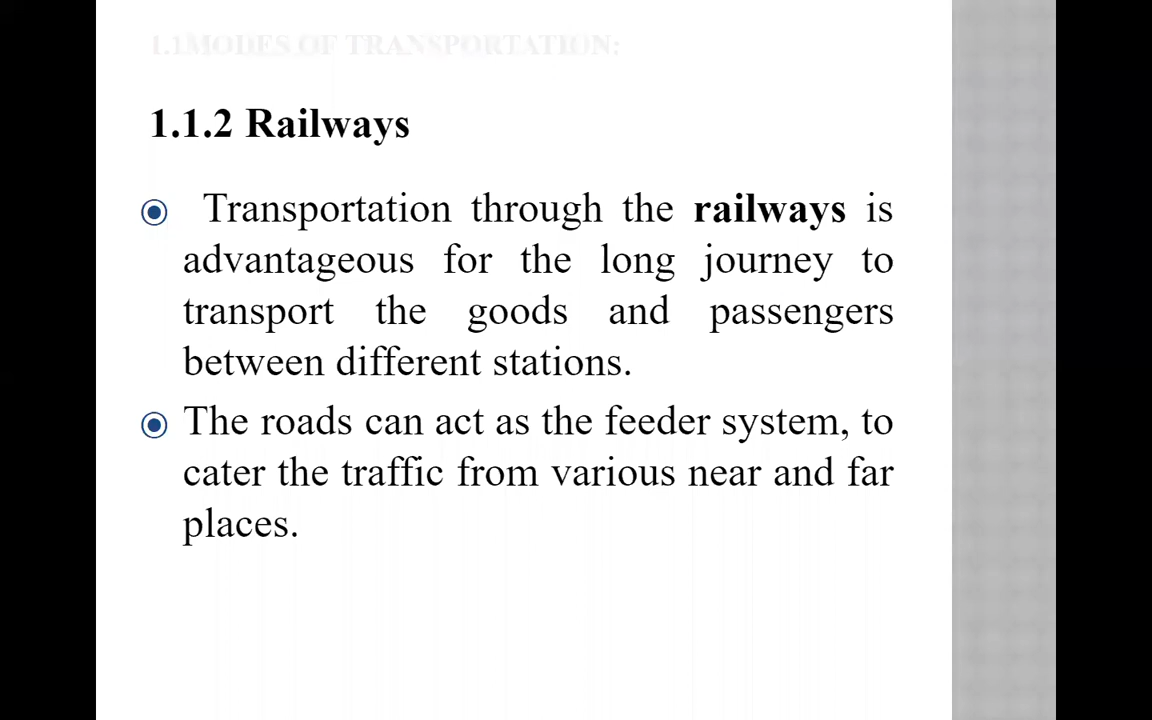 1.1MODES OF TRANSPORTATION:
1.1.2 Railways
Transportation through the railways is
advantageous for the long journey to
transport the goods and passengers
between different stations.
The roads can act as the feeder system, to
cater the traffic from various near and far
places.